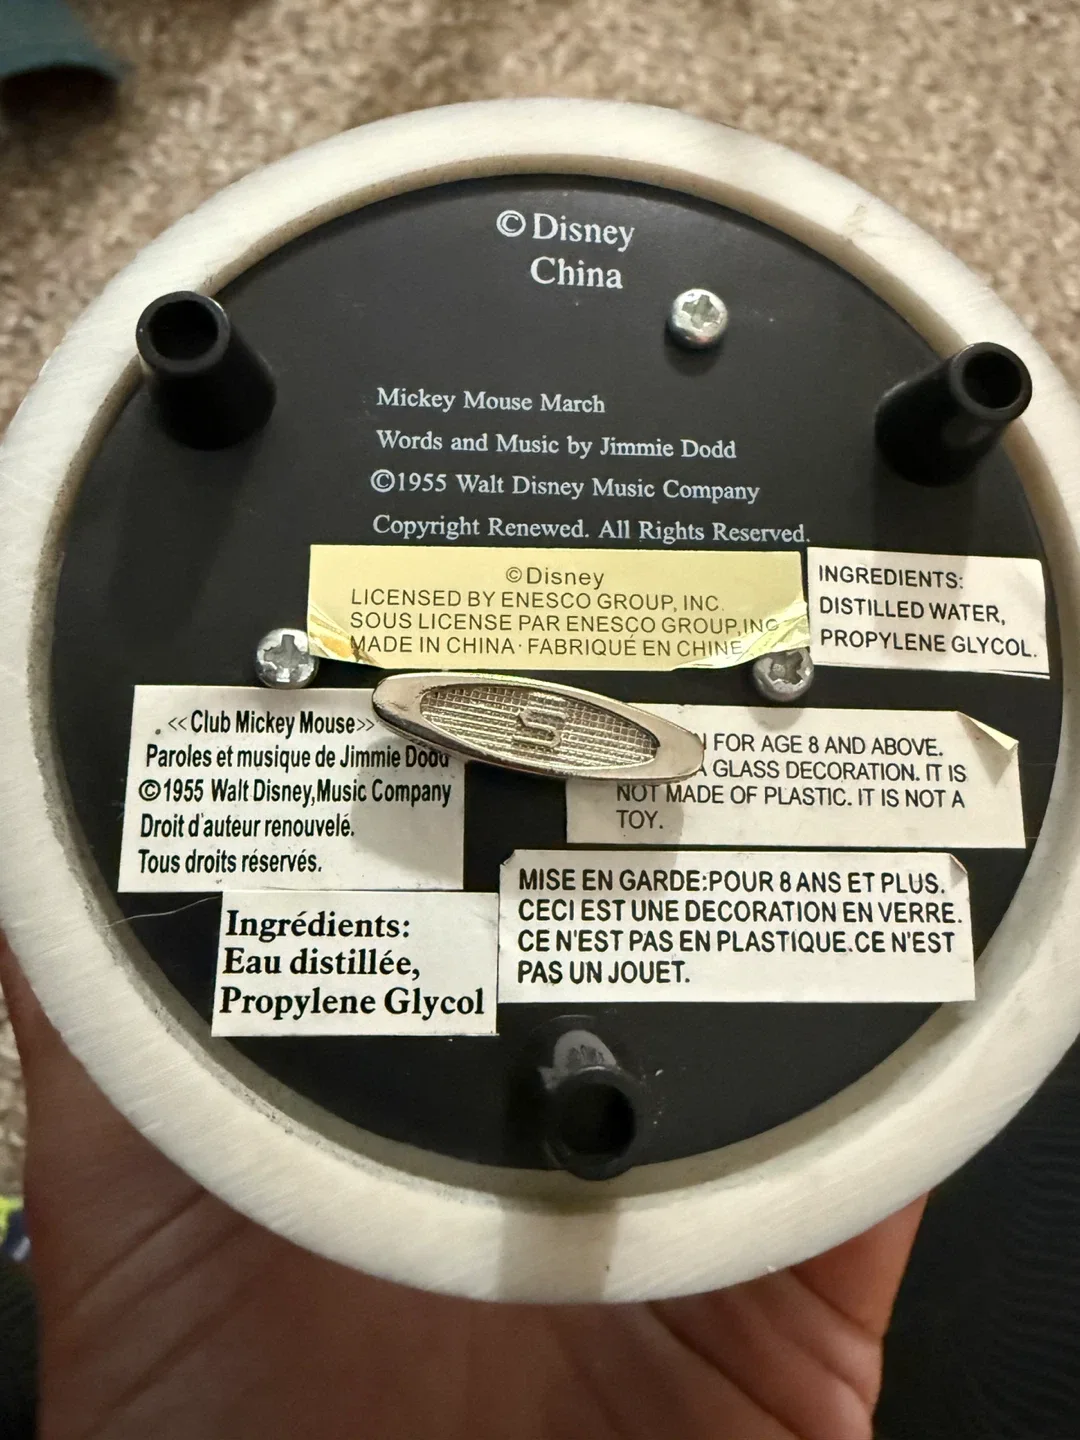 ©Disney
China
Mickey Mouse March
Words and Music by Jimmie Dodd
©1955 Walt Disney Music Company
Copyright Renewed. All Rights Reserved.
©Disney
LICENSED BY ENESCO GROUP, INC.
SOUS LICENSE PAR ENESCO GROUP,INC
MADE IN CHINA·FABRIQUÉ EN CHINE
INGREDIENTS:
DISTILLED WATER,
PROPYLENE GLYCOL.
<<Club Mickey Mouse>>
Paroles et musique de Jimmie Dodd
©1955 Walt Disney,Music Company
Droit d'auteur renouvelé.
Tous droits réservés.
FOR AGE 8 AND ABOVE.
A GLASS DECORATION. IT IS
NOT MADE OF PLASTIC. IT IS NOT A
TOY.
MISE EN GARDE:POUR 8 ANS ET PLUS.
CECI EST UNE DECORATION EN VERRE.
CE N'EST PAS EN PLASTIQUE.CE N'EST
PAS UN JOUET.
Ingrédients:
Eau distillée,
Propylene Glycol